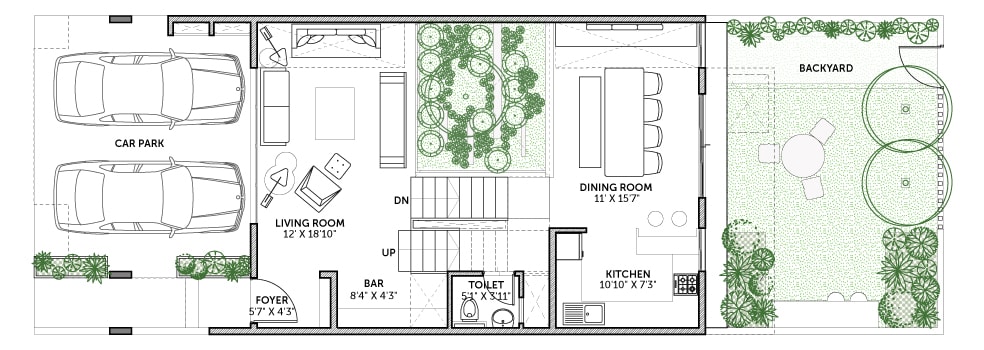 CAR PARK
LIVING ROOM
12' X 18'10"
FOYER
5'7" X 4'3"
BAR
8'4" X 4'3"
DN
UP
TOILET
5'1" X 3'11"
DINING ROOM
11' X 15'7"
KITCHEN
10'10" X 7'3"
BACKYARD